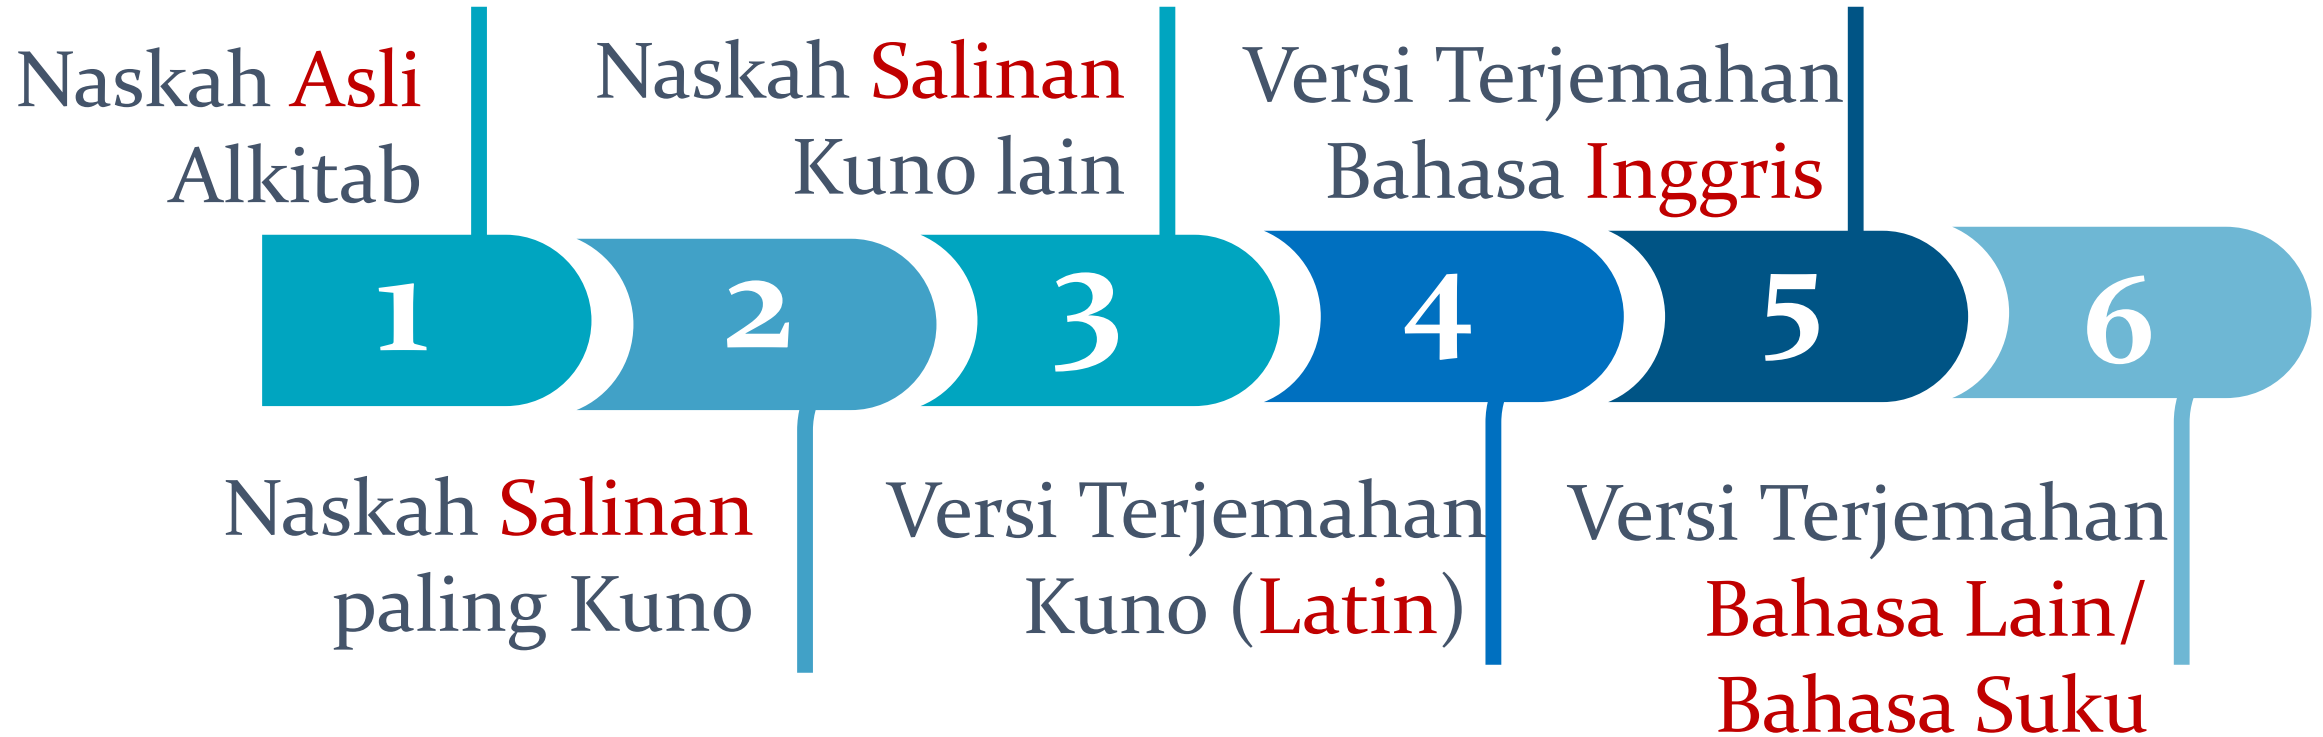 Naskah Asli
Alkitab
Naskah Salinan
Kuno lain
Versi Terjemahan
Bahasa Inggris
1
2
3
4
5
6
Naskah Salinan
paling Kuno
Versi Terjemahan
Kuno (Latin)
Versi Terjemahan
Bahasa Lain/
Bahasa Suku